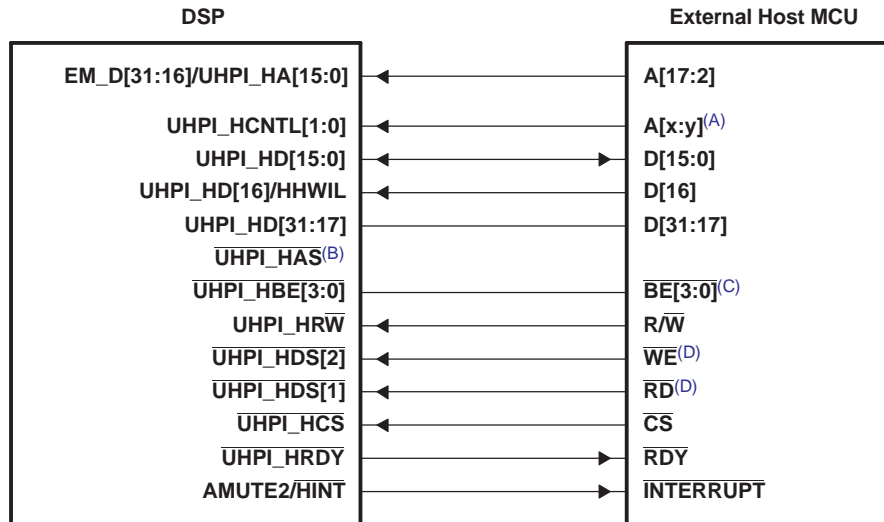 DSP External Host MCU
EM_D[31:16]/UHPI_HA[15:0] A[17:2]
UHPI_HCNTL[1:0] A[x:y](A)
UHPI_HD[15:0] D[15:0]
UHPI_HD[16]/HHWIL D[16]
UHPI_HD[31:17] D[31:17]
UHPI_HAS(B)
UHPI_HBE[3:0] BE[3:0](C)
UHPI_HRW R/W
UHPI_HDS[2] WE(D)
UHPI_HDS[1] RD(D)
UHPI_HCS CS
UHPI_HRDY RDY
AMUTE2/HINT INTERRUPT